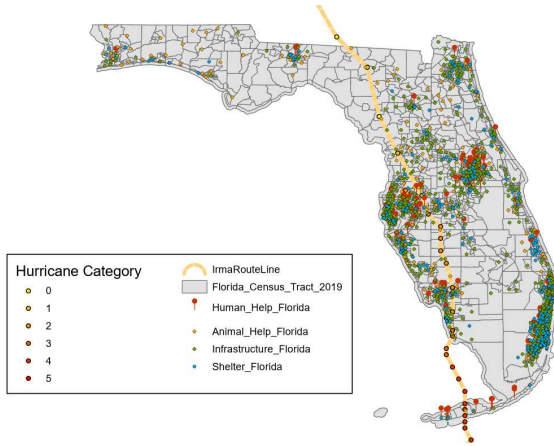 Hurricane Category
0
1
2
3
4
5
IrmaRouteLine
Florida_Census_Tract_2019
Human_Help_Florida
Animal_Help_Florida
Infrastructure_Florida
Shelter_Florida